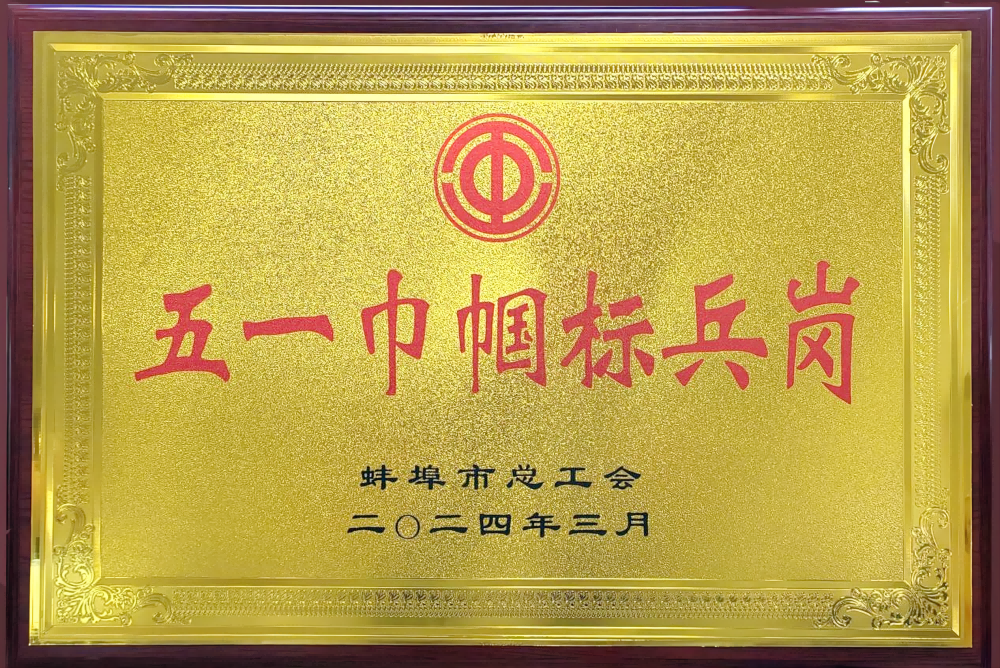 五一巾帼标兵岗
蚌埠市总工会
二〇二四年三月